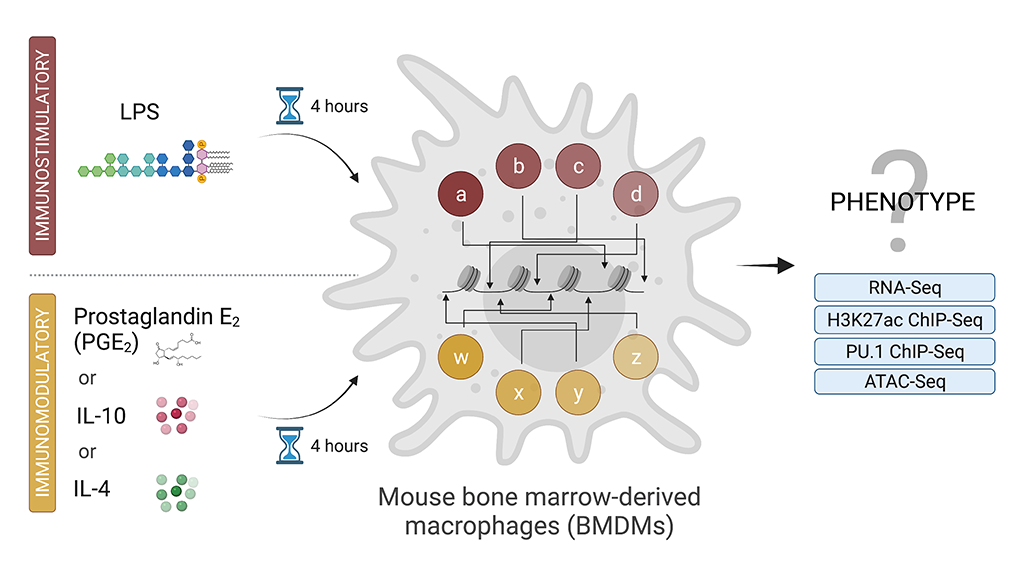 IMMUNOSTIMULATORY
LPS
P
P
4 hours
IMMUNOMODULATORY
Prostaglandin E₂
(PGE₂)
or
IL-10
or
IL-4
4 hours
a
b
c
d
w
x
y
z
Mouse bone marrow-derived
macrophages (BMDMs)
?
PHENOTYPE
RNA-Seq
H3K27ac ChIP-Seq
PU.1 ChIP-Seq
ATAC-Seq